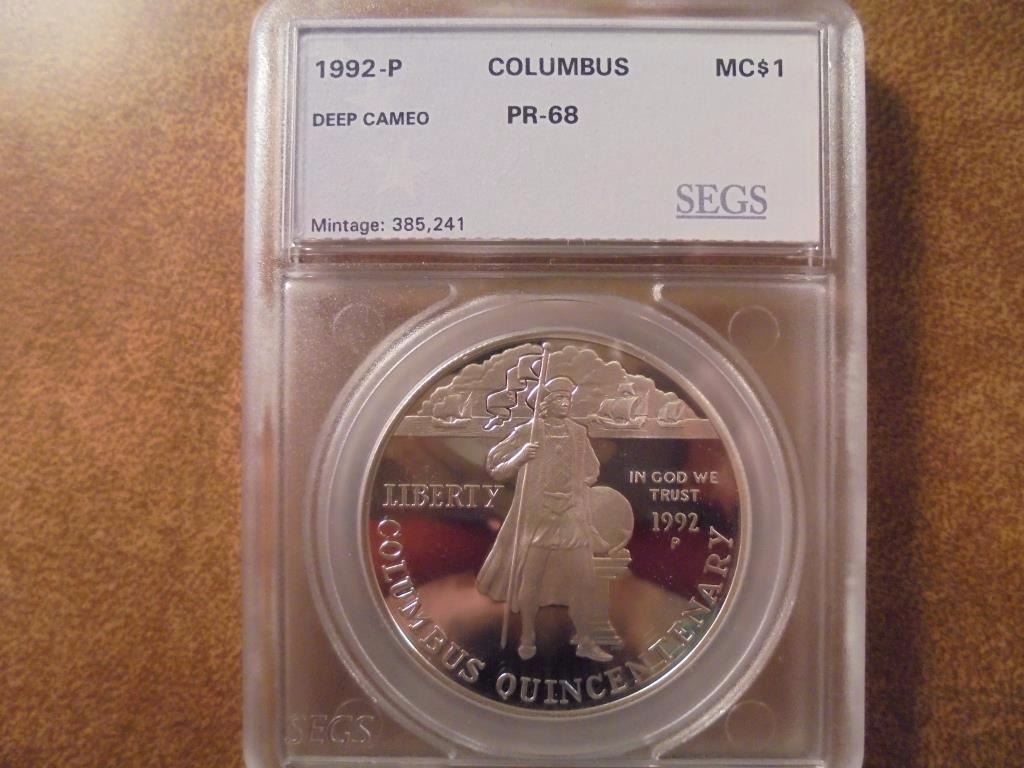 1992-P COLUMBUS MC$1
DEEP CAMEO PR-68
SEGS
Mintage: 385,241
LIBERTY
IN GOD WE
TRUST
1992
P
COLUMBUS QUINCENTENARY
SEGS